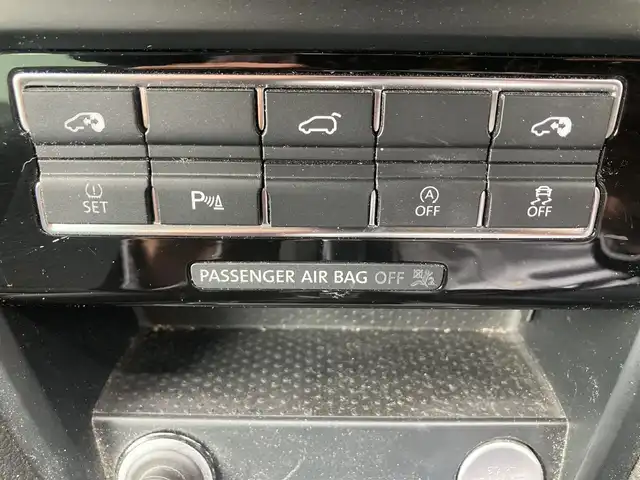 SET
P
A
OFF
OFF
PASSENGER AIR BAG OFF